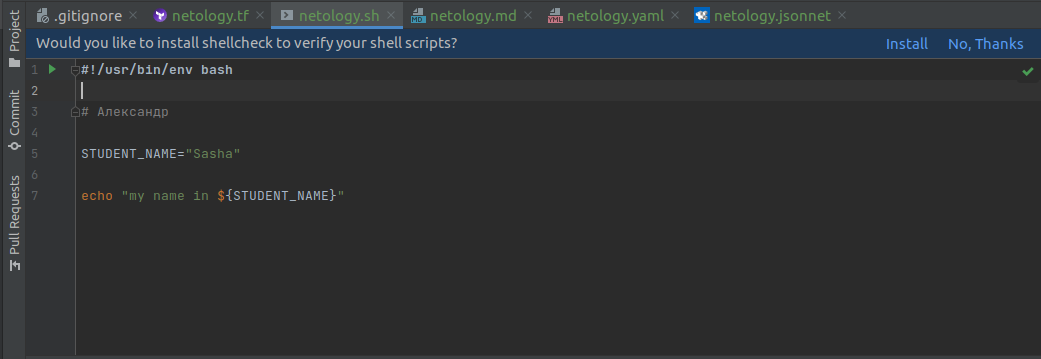 .gitignore netology.tf netology.sh netology.md netology.yaml netology.jsonnet
Would you like to install shellcheck to verify your shell scripts? Install No, Thanks
1 #!/usr/bin/env bash
2
3 # Александр
4
5 STUDENT_NAME="Sasha"
6
7 echo "my name in ${STUDENT_NAME}"
Project
Commit
Pull Requests